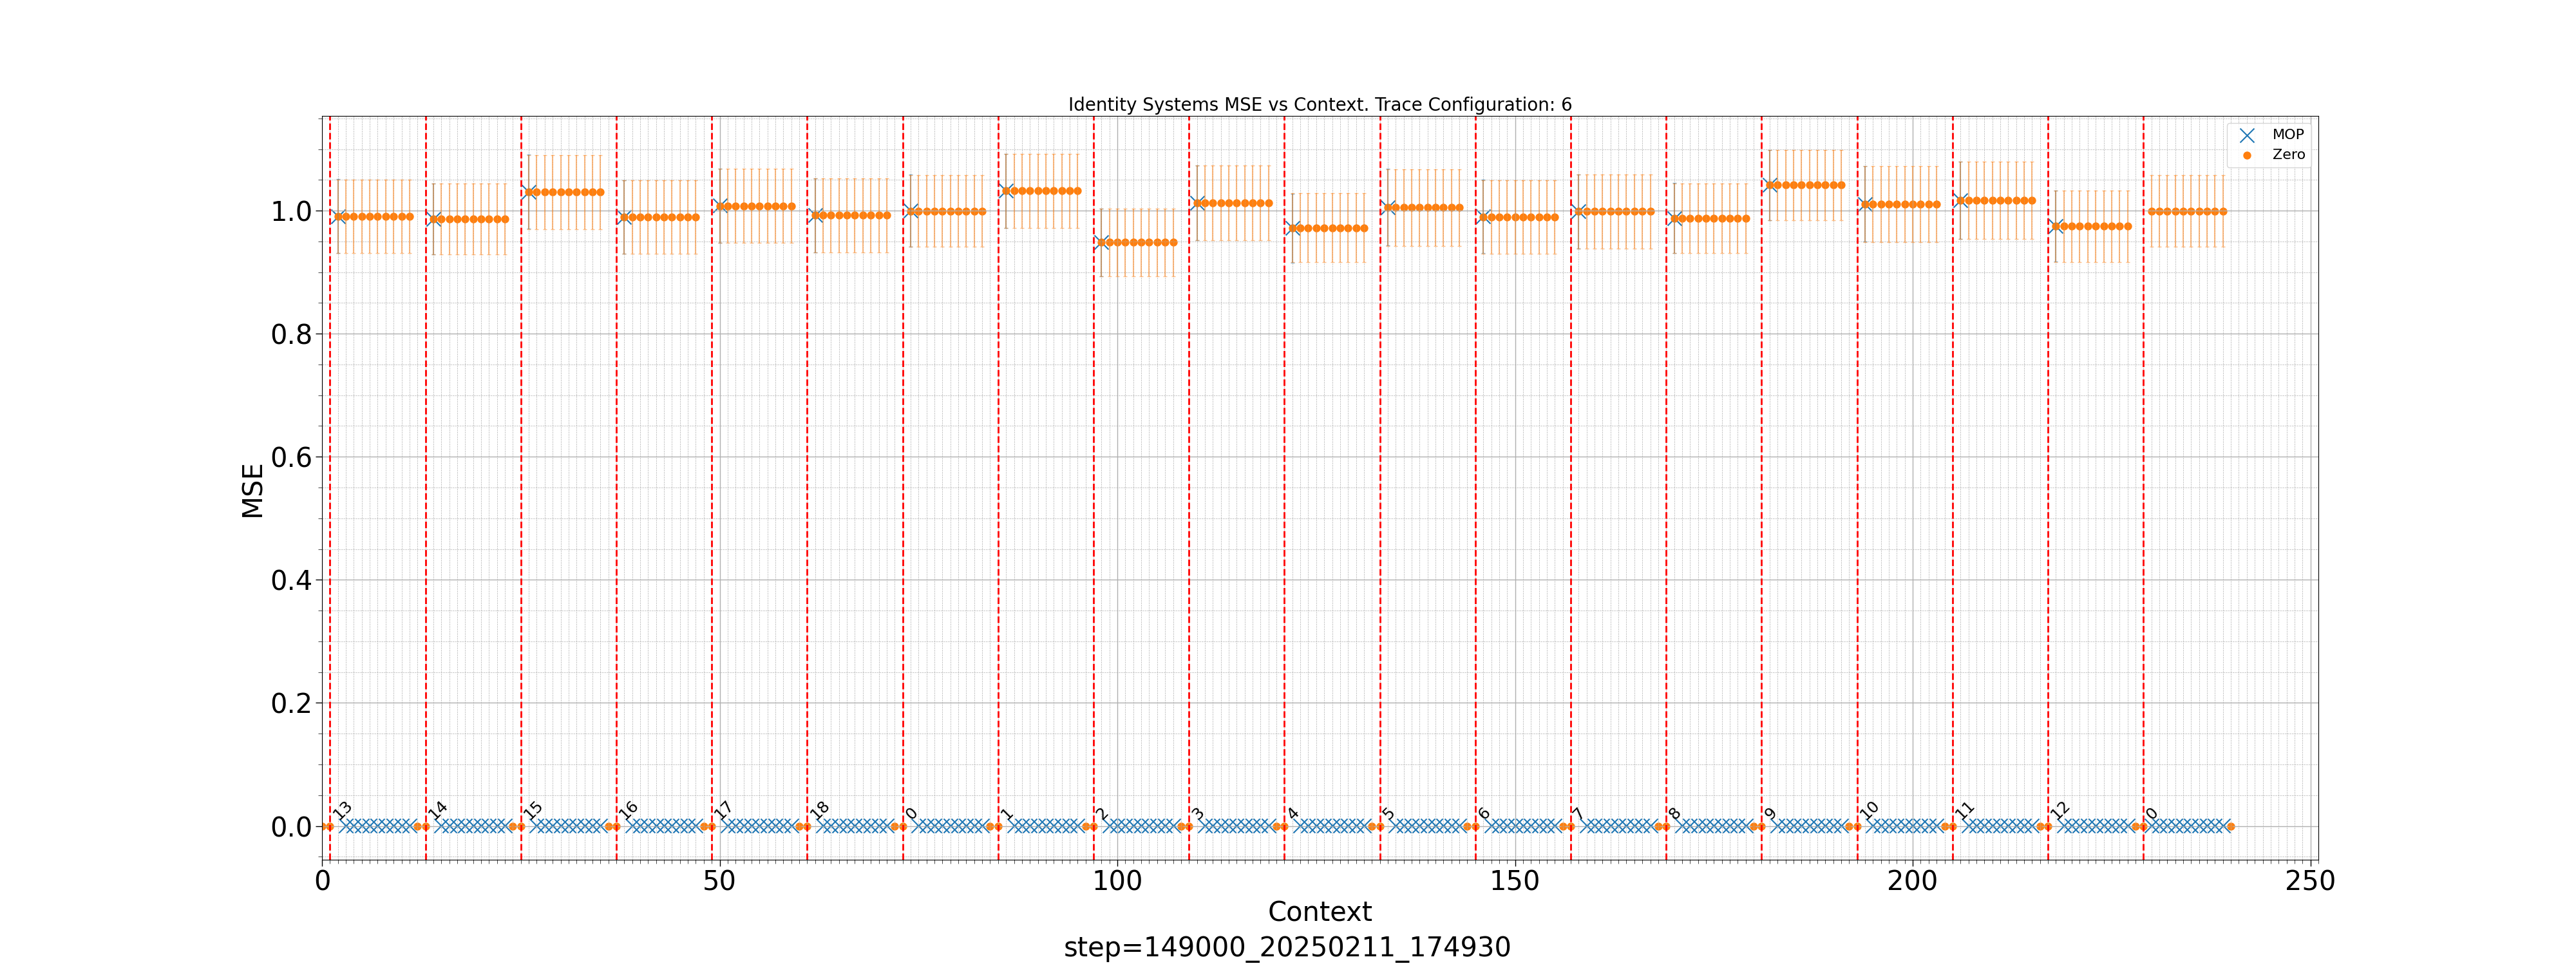 Identity Systems MSE vs Context. Trace Configuration: 6
MOP
Zero
1.0
0.8
0.6
0.4
0.2
0.0
MSE
13 14 15 16 17 18 0 1 2 3 4 5 6 7 8 9 10 11 12 0
0 50 100 150 200 250
Context
step=149000_20250211_174930